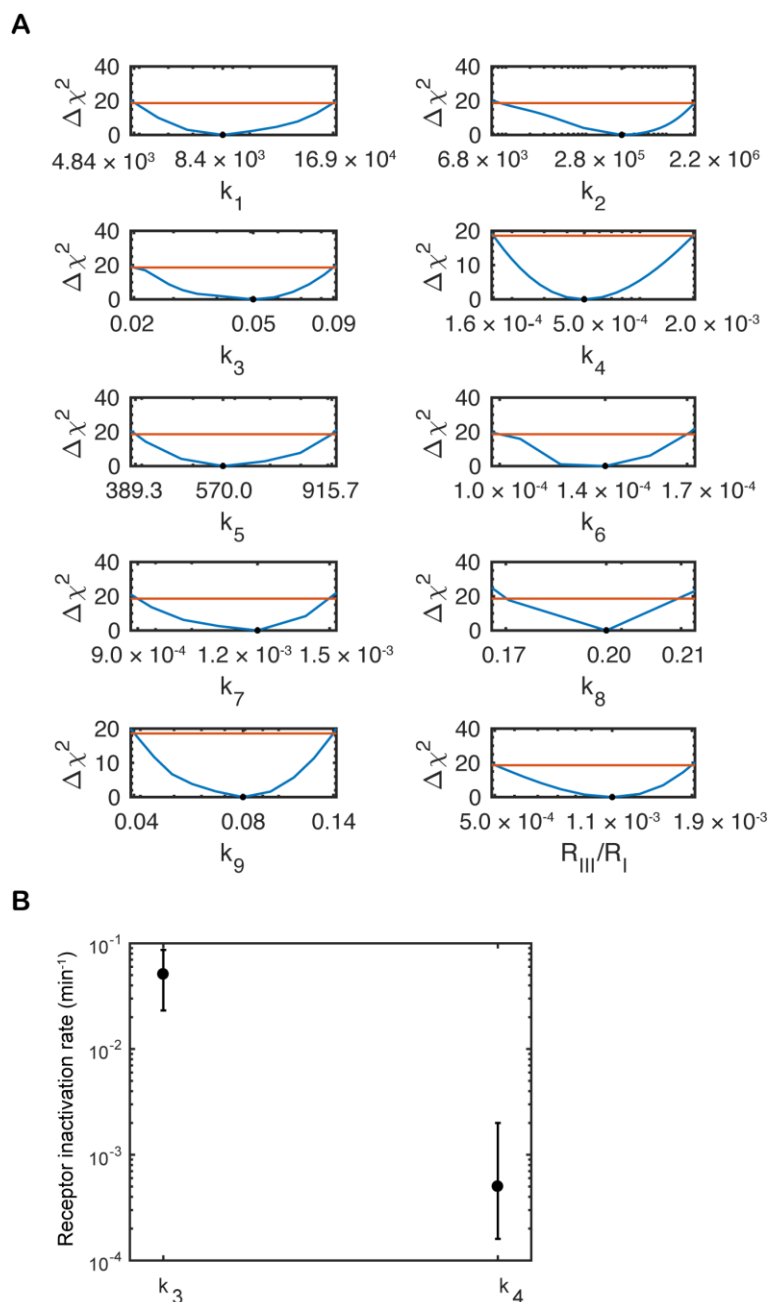 A
40
20
0
Δχ²
4.84 × 10³ 8.4 × 10³ 16.9 × 10⁴
k₁
40
20
0
Δχ²
6.8 × 10³ 2.8 × 10⁵ 2.2 × 10⁶
k₂
40
20
0
Δχ²
0.02 0.05 0.09
k₃
20
10
0
Δχ²
1.6 × 10⁻⁴ 5.0 × 10⁻⁴ 2.0 × 10⁻³
k₄
40
20
0
Δχ²
389.3 570.0 915.7
k₅
40
20
0
Δχ²
1.0 × 10⁻⁴ 1.4 × 10⁻⁴ 1.7 × 10⁻⁴
k₆
40
20
0
Δχ²
9.0 × 10⁻⁴ 1.2 × 10⁻³ 1.5 × 10⁻³
k₇
40
20
0
Δχ²
0.17 0.20 0.21
k₈
20
10
0
Δχ²
0.04 0.08 0.14
k₉
40
20
0
Δχ²
5.0 × 10⁻⁴ 1.1 × 10⁻³ 1.9 × 10⁻³
R_III/R_I
B
Receptor inactivation rate (min⁻¹)
10⁻¹
10⁻²
10⁻³
10⁻⁴
k₃ k₄